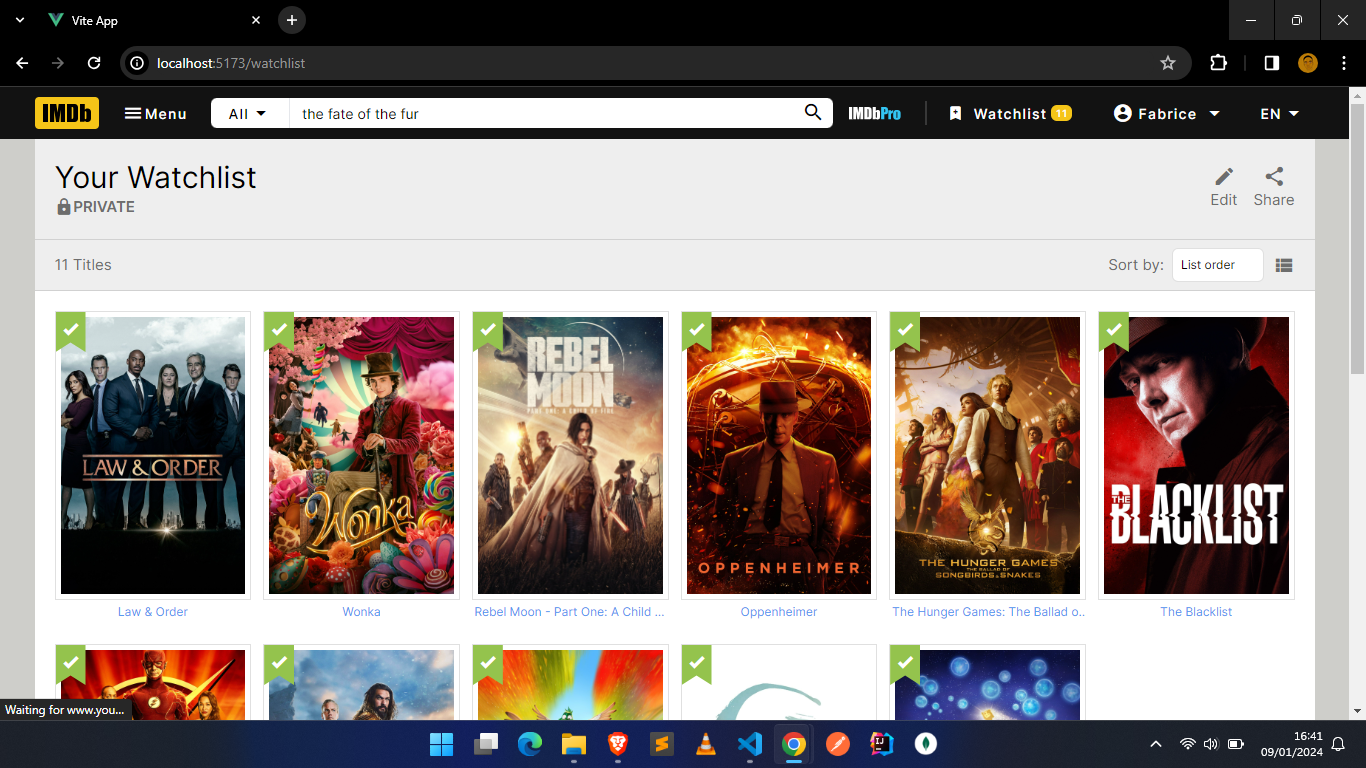 Vite App
localhost:5173/watchlist
IMDb Menu All the fate of the fur IMDbPro Watchlist 11 Fabrice EN
Your Watchlist
PRIVATE
Edit Share
11 Titles Sort by: List order
LAW & ORDER
Wonka
REBEL
MOON
PART ONE: A CHILD OF FIRE
OPPENHEIMER
THE HUNGER GAMES
THE BALLAD OF
SONGBIRDS & SNAKES
THE
BLACKLIST
Law & Order Wonka Rebel Moon - Part One: A Child ... Oppenheimer The Hunger Games: The Ballad o.. The Blacklist
Waiting for www.you...
16:41
09/01/2024